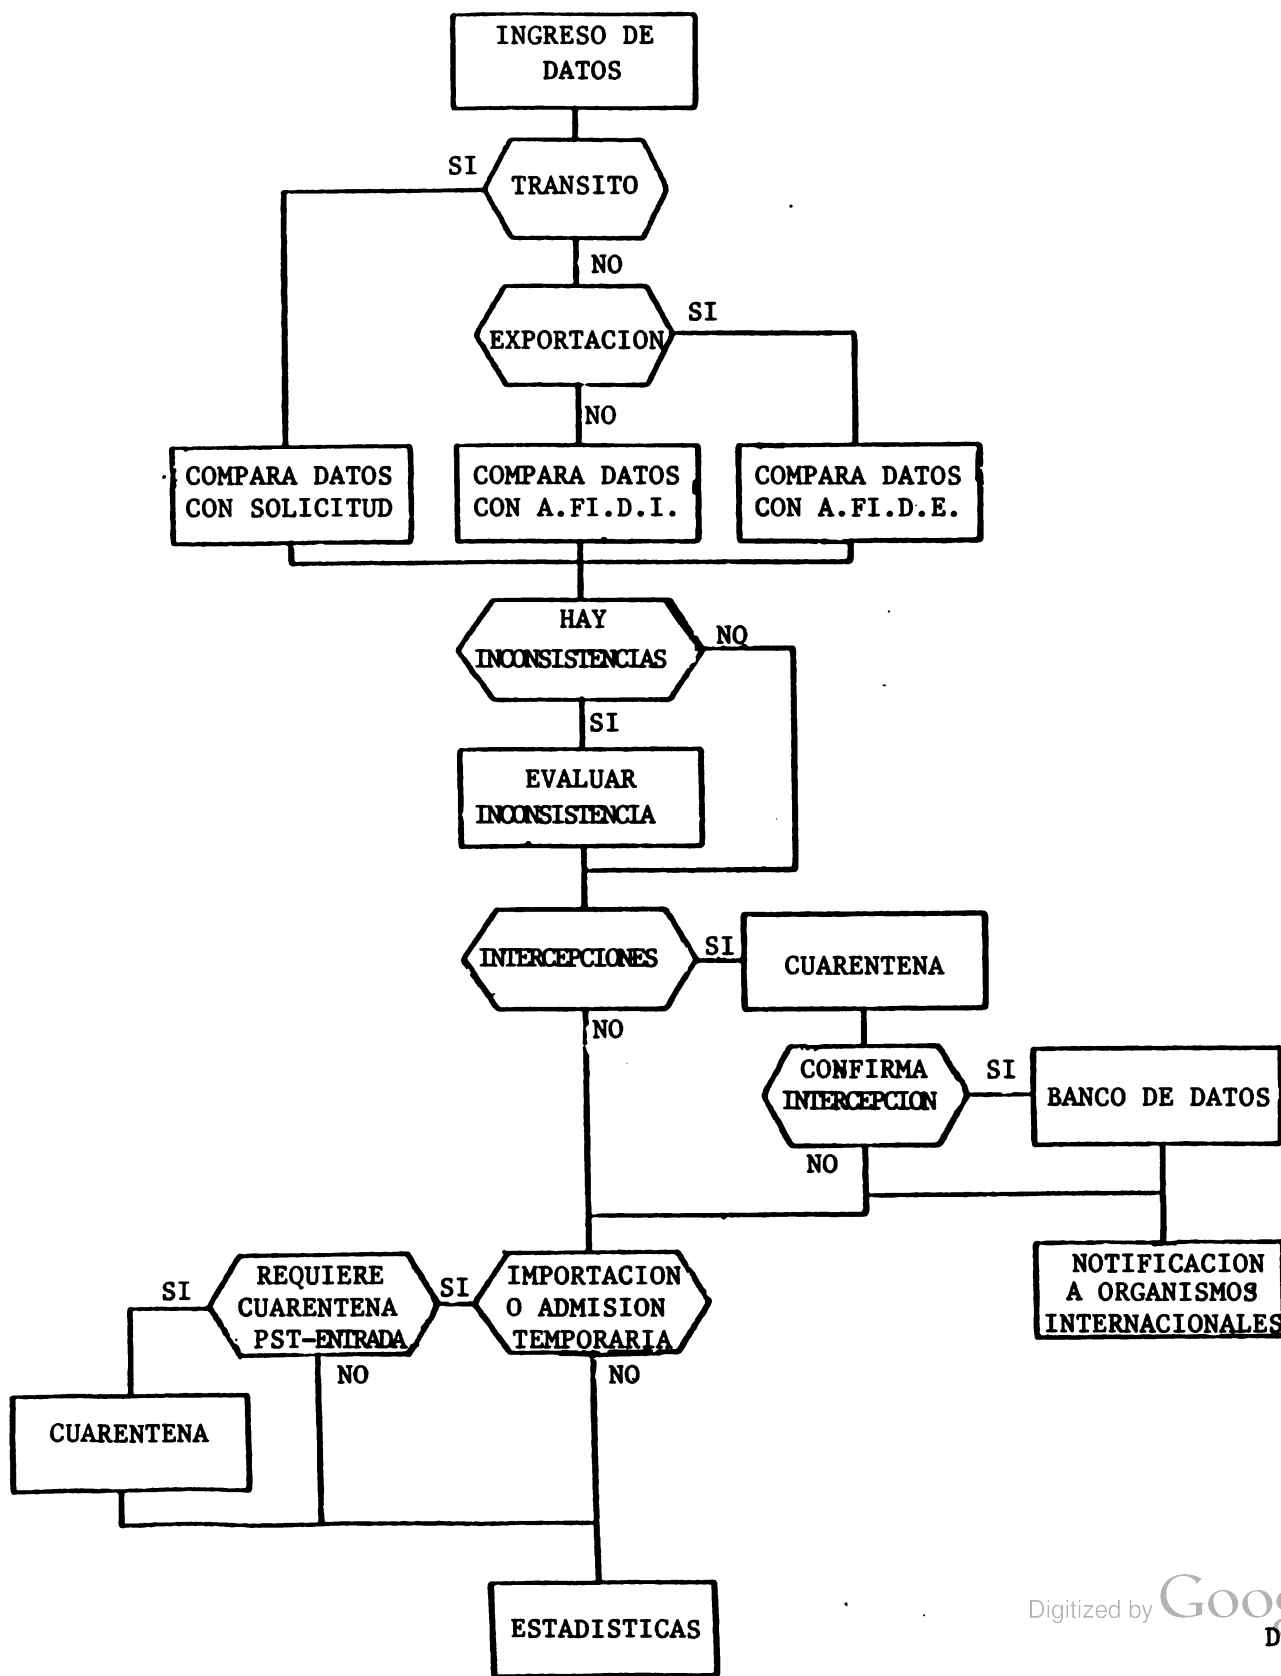 INGRESO DE
DATOS
SI
TRANSITO
NO
SI
EXPORTACION
NO
COMPARA DATOS
CON SOLICITUD
COMPARA DATOS
CON A.FI.D.I.
COMPARA DATOS
CON A.FI.D.E.
HAY
INCONSISTENCIAS
NO
SI
EVALUAR
INCONSISTENCIA
INTERCEPCIONES
SI
CUARENTENA
NO
CONFIRMA
INTERCEPCION
SI
BANCO DE DATOS
NO
REQUIERE
CUARENTENA
PST-ENTRADA
SI
SI
IMPORTACION
O ADMISION
TEMPORARIA
NOTIFICACION
A ORGANISMOS
INTERNACIONALES
NO
NO
CUARENTENA
ESTADISTICAS
Digitized by Goog
D